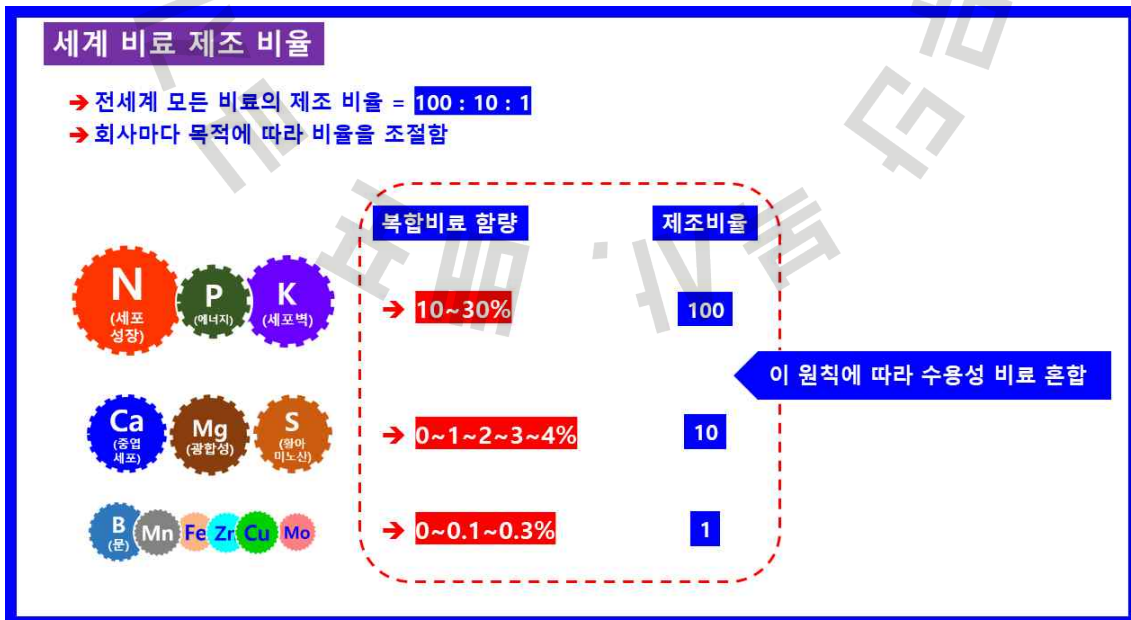 세계 비료 제조 비율
➔ 전세계 모든 비료의 제조 비율 = 100 : 10 : 1
➔ 회사마다 목적에 따라 비율을 조절함
복합비료 함량
제조비율
N
(세포
성장)
P
(에너지)
K
(세포벽)
➔ 10~30%
100
이 원칙에 따라 수용성 비료 혼합
Ca
(중엽
세포)
Mg
(광합성)
S
(황아
미노산)
➔ 0~1~2~3~4%
10
B
(문)
Mn
Fe
Zr
Cu
Mo
➔ 0~0.1~0.3%
1